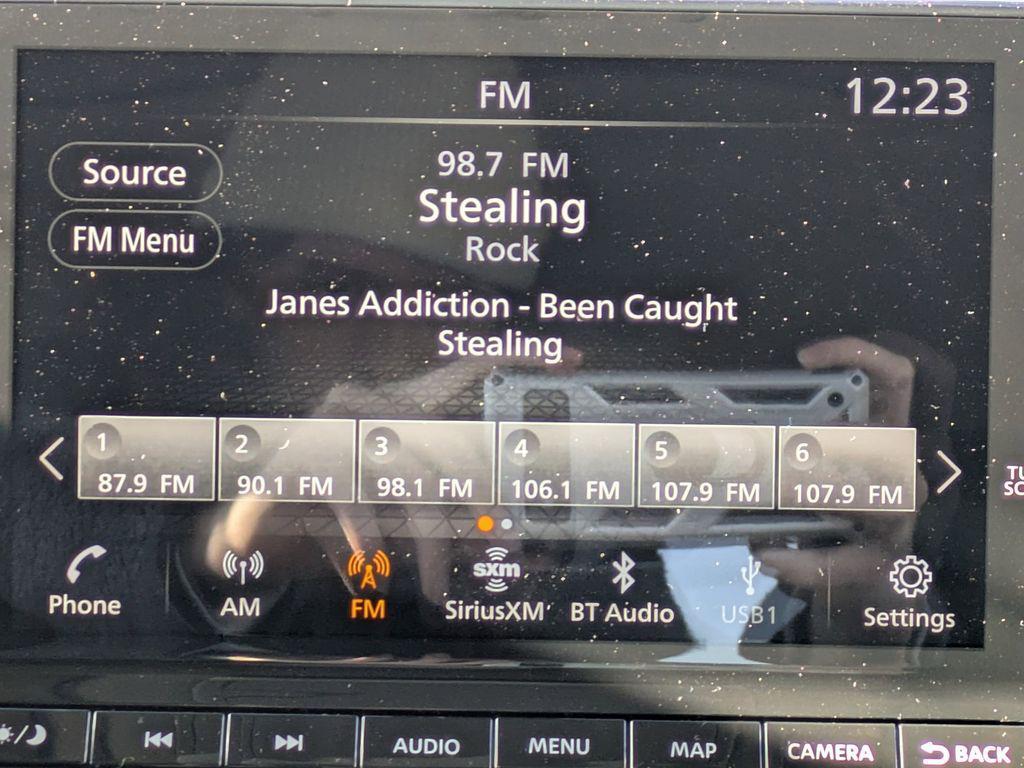 FM
12:23
Source
98.7 FM
Stealing
FM Menu
Rock
Janes Addiction - Been Caught
Stealing
1
2
3
4
5
6
87.9 FM
90.1 FM
98.1 FM
106.1 FM
107.9 FM
107.9 FM
sxm
Phone
AM
FM
SiriusXM
BT Audio
USB1
Settings
AUDIO
MENU
MAP
CAMERA
BACK